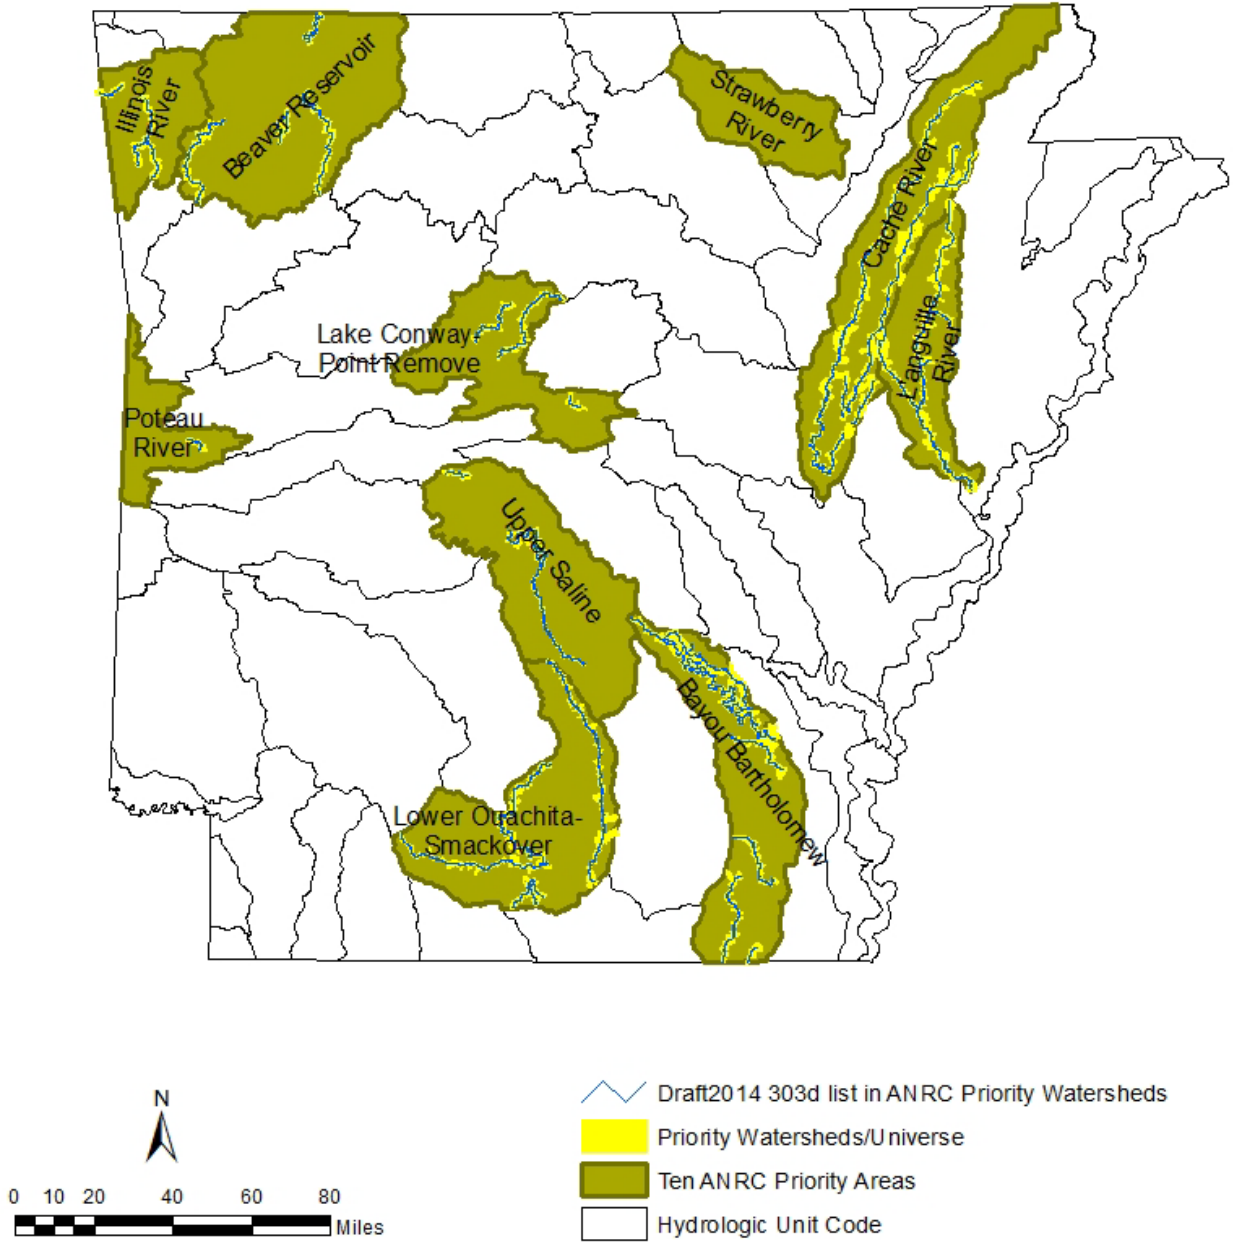 Illinois
River
Beaver Reservoir
Strawberry
River
Cache River
L'anguille
River
Lake Conway-
Point Remove
Poteau
River
Upper Saline
Bayou Bartholomew
Lower Ouachita-
Smackover
N
0 10 20 40 60 80
Miles
Draft2014 303d list in ANRC Priority Watersheds
Priority Watersheds/Universe
Ten ANRC Priority Areas
Hydrologic Unit Code